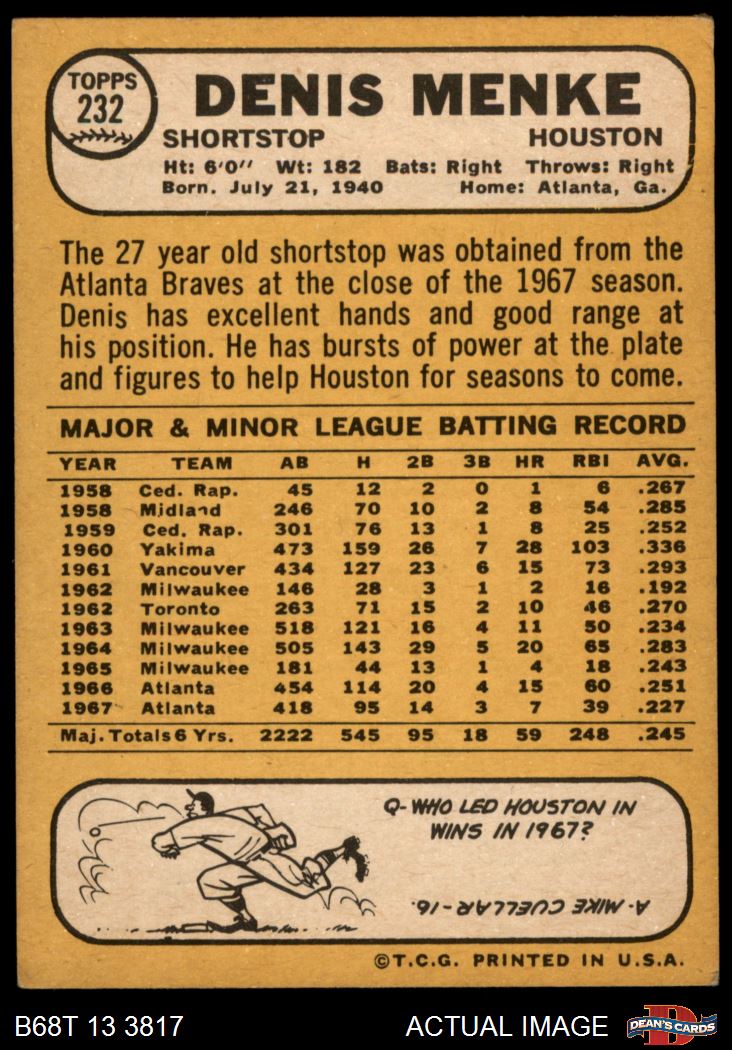 TOPPS
232
DENIS MENKE
SHORTSTOP HOUSTON
Ht: 6'0" Wt: 182 Bats: Right Throws: Right
Born. July 21, 1940 Home: Atlanta, Ga.
The 27 year old shortstop was obtained from the
Atlanta Braves at the close of the 1967 season.
Denis has excellent hands and good range at
his position. He has bursts of power at the plate
and figures to help Houston for seasons to come.
MAJOR & MINOR LEAGUE BATTING RECORD
YEAR TEAM AB H 2B 3B HR RBI AVG.
1958 Ced. Rap. 45 12 2 0 1 6 .267
1958 Midland 246 70 10 2 8 54 .285
1959 Ced. Rap. 301 76 13 1 8 25 .252
1960 Yakima 473 159 26 7 28 103 .336
1961 Vancouver 434 127 23 6 15 73 .293
1962 Milwaukee 146 28 3 1 2 16 .192
1962 Toronto 263 71 15 2 10 46 .270
1963 Milwaukee 518 121 16 4 11 50 .234
1964 Milwaukee 505 143 29 5 20 65 .283
1965 Milwaukee 181 44 13 1 4 18 .243
1966 Atlanta 454 114 20 4 15 60 .251
1967 Atlanta 418 95 14 3 7 39 .227
Maj. Totals 6 Yrs. 2222 545 95 18 59 248 .245
Q- WHO LED HOUSTON IN
WINS IN 1967?
A- MIKE CUELLAR -16.
©T.C.G. PRINTED IN U.S.A.
B68T 13 3817 ACTUAL IMAGE
D
DEAN'S CARDS